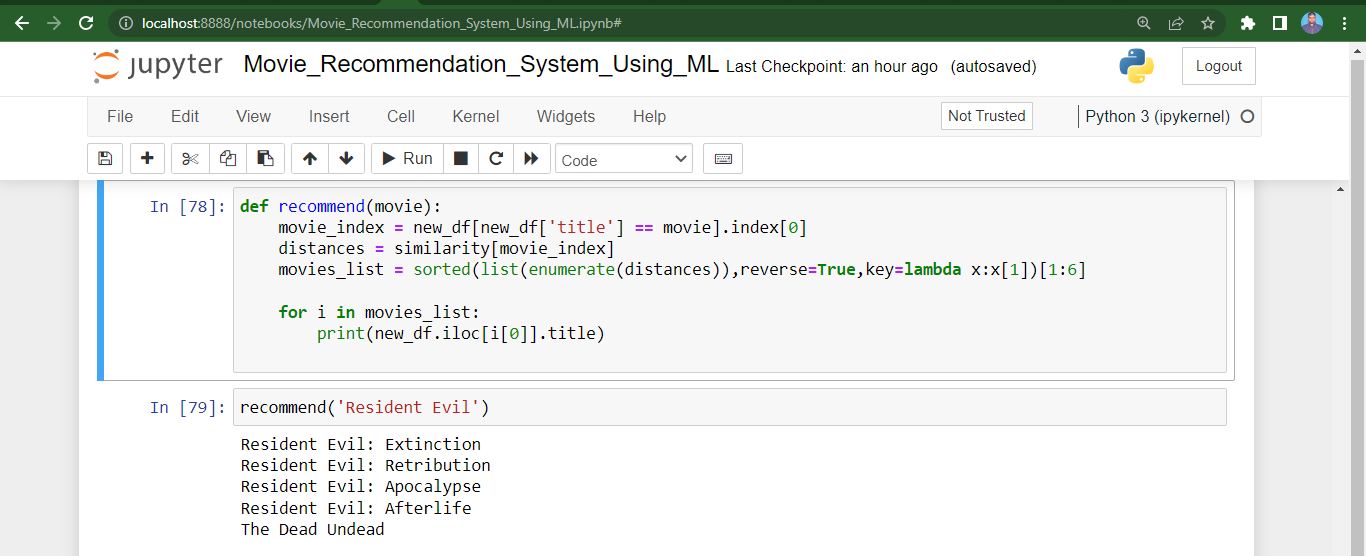 localhost:8888/notebooks/Movie_Recommendation_System_Using_ML.ipynb#
jupyter Movie_Recommendation_System_Using_ML Last Checkpoint: an hour ago (autosaved)
Logout
File Edit View Insert Cell Kernel Widgets Help Not Trusted Python 3 (ipykernel)
Run Code
In [78]: def recommend(movie):
    movie_index = new_df[new_df['title'] == movie].index[0]
    distances = similarity[movie_index]
    movies_list = sorted(list(enumerate(distances)),reverse=True,key=lambda x:x[1])[1:6]
    for i in movies_list:
        print(new_df.iloc[i[0]].title)
In [79]: recommend('Resident Evil')
Resident Evil: Extinction
Resident Evil: Retribution
Resident Evil: Apocalypse
Resident Evil: Afterlife
The Dead Undead